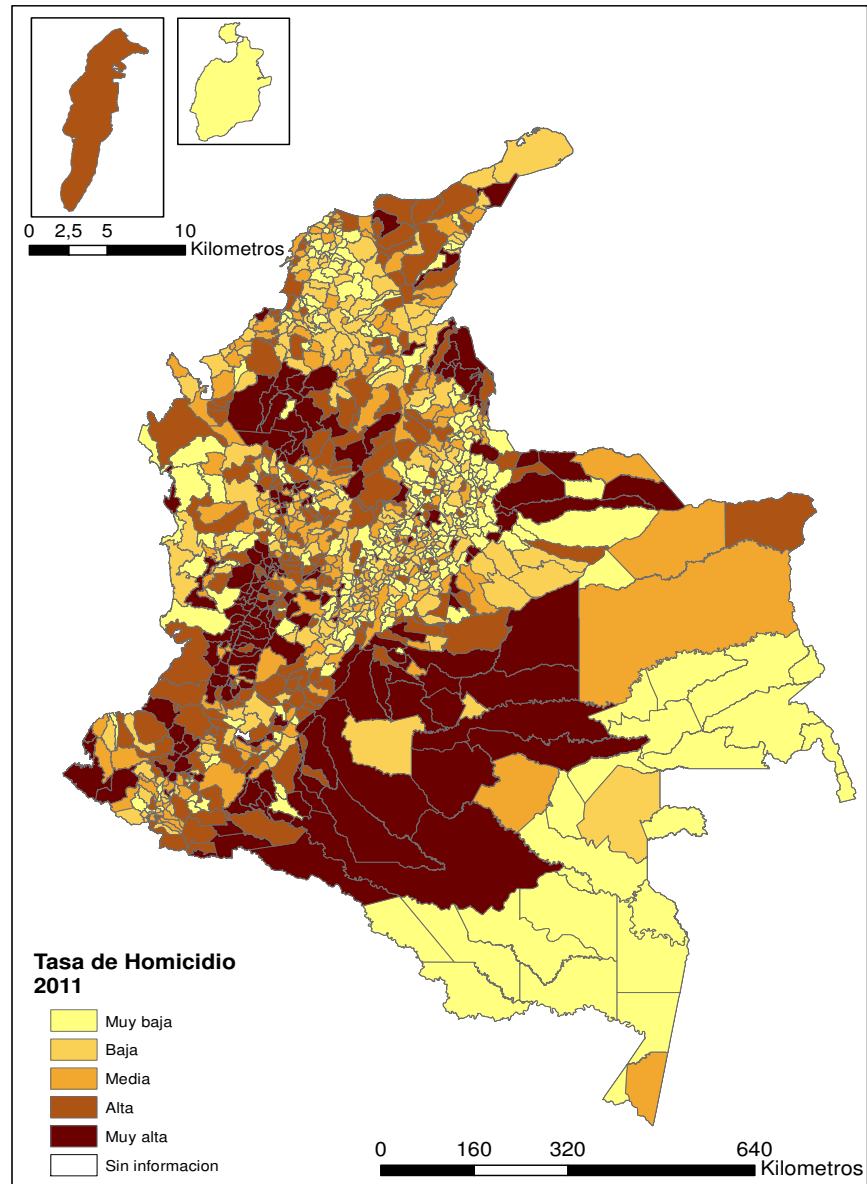 0 2,5 5 10
Kilometros
Tasa de Homicidio
2011
Muy baja
Baja
Media
Alta
Muy alta
Sin informacion
0 160 320 640
Kilometros